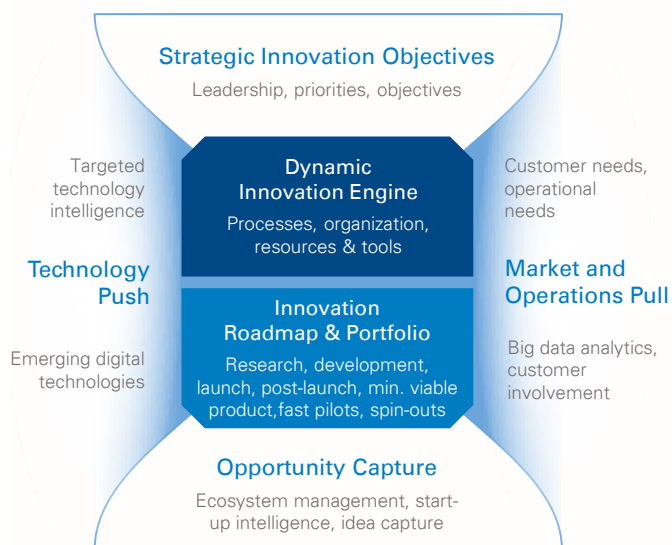 Strategic Innovation Objectives
Leadership, priorities, objectives
Targeted
technology
intelligence
Dynamic
Innovation Engine
Processes, organization,
resources & tools
Customer needs,
operational
needs
Technology
Push
Market and
Operations Pull
Innovation
Roadmap & Portfolio
Research, development,
launch, post-launch, min. viable
product,fast pilots, spin-outs
Emerging digital
technologies
Big data analytics,
customer
involvement
Opportunity Capture
Ecosystem management, start-
up intelligence, idea capture